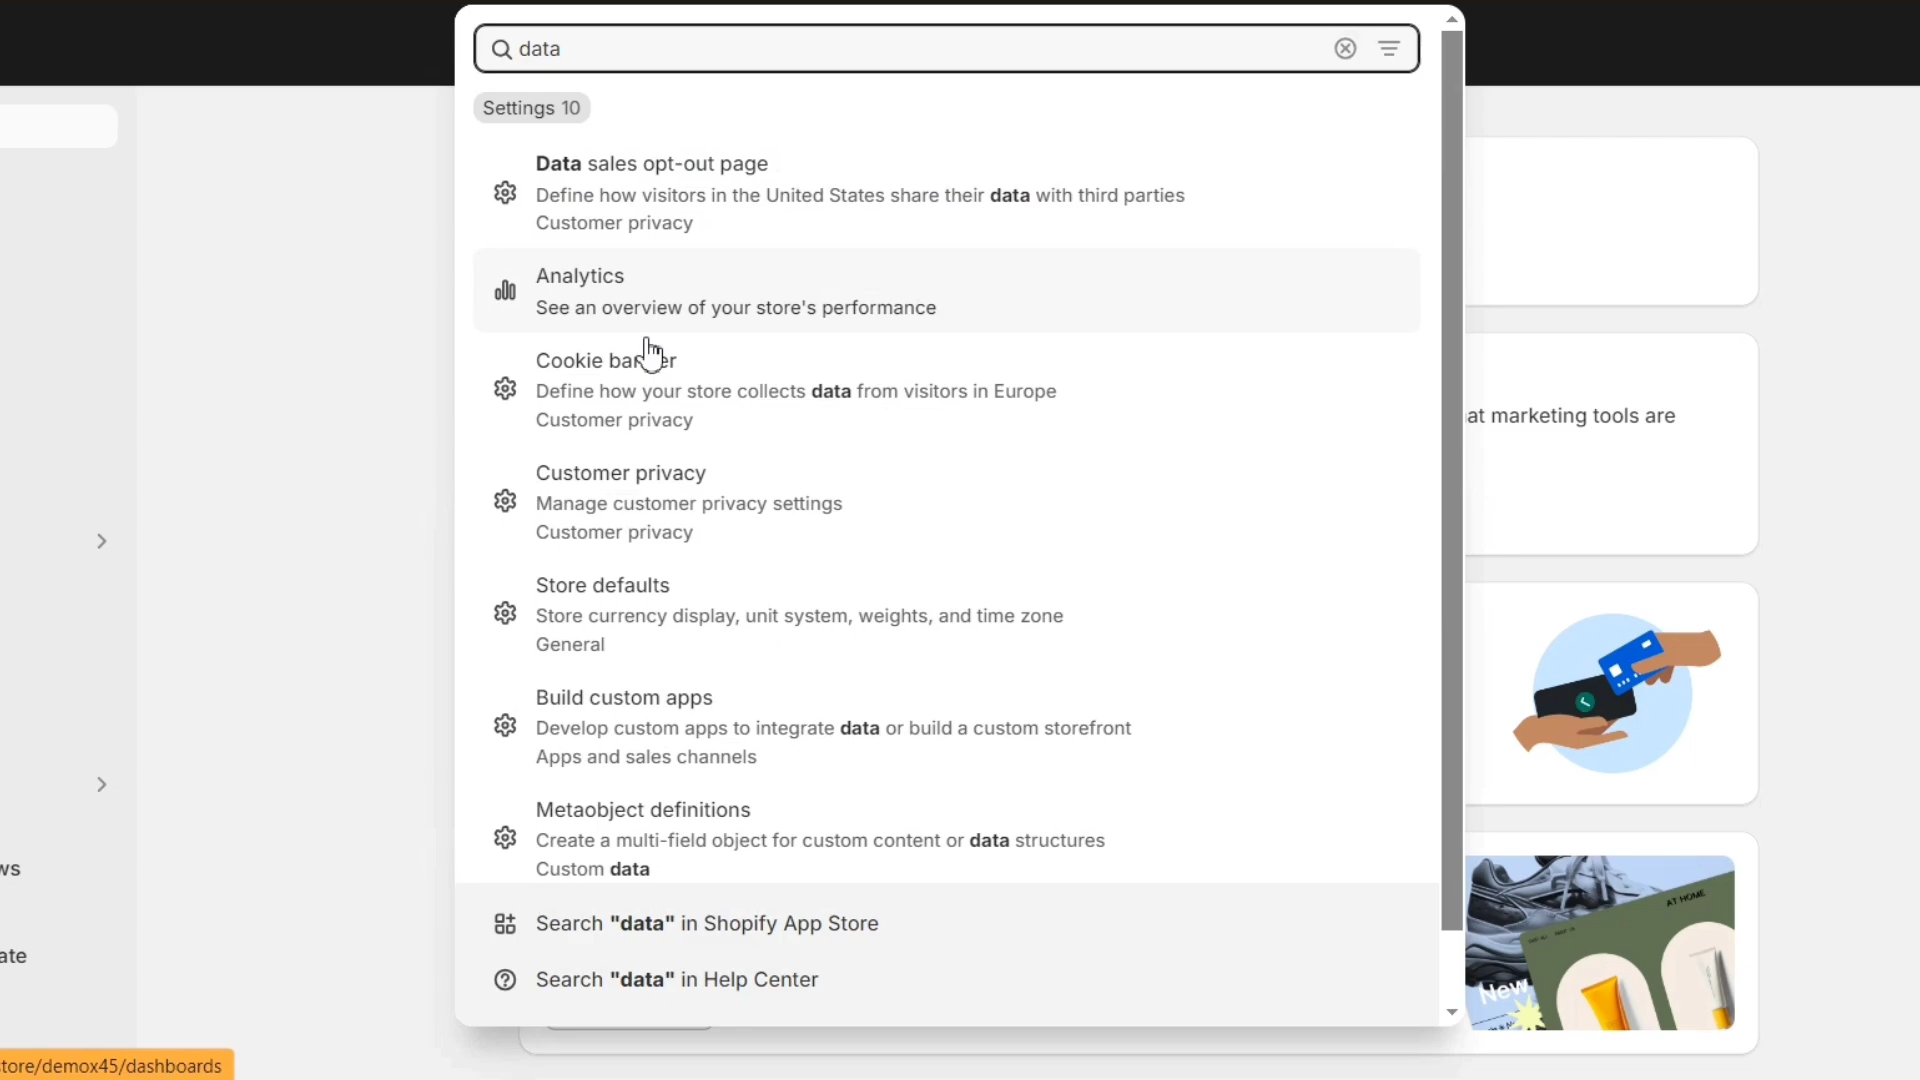 data
Settings 10
Data sales opt-out page
Define how visitors in the United States share their data with third parties
Customer privacy
Analytics
See an overview of your store's performance
Cookie
Define how your store collects data from visitors in Europe
Customer privacy
Customer privacy
Manage customer privacy settings
Customer privacy
Store defaults
Store currency display, unit system, weights, and time zone
General
Build custom apps
Develop custom apps to integrate data or build a custom storefront
Apps and sales channels
Metaobject definitions
Create a multi-field object for custom content or data structures
Custom data
Search "data" in Shopify App Store
Search "data" in Help Center
at marketing tools are
AT HOME
New
ws
ate
tore/demox45/dashboards